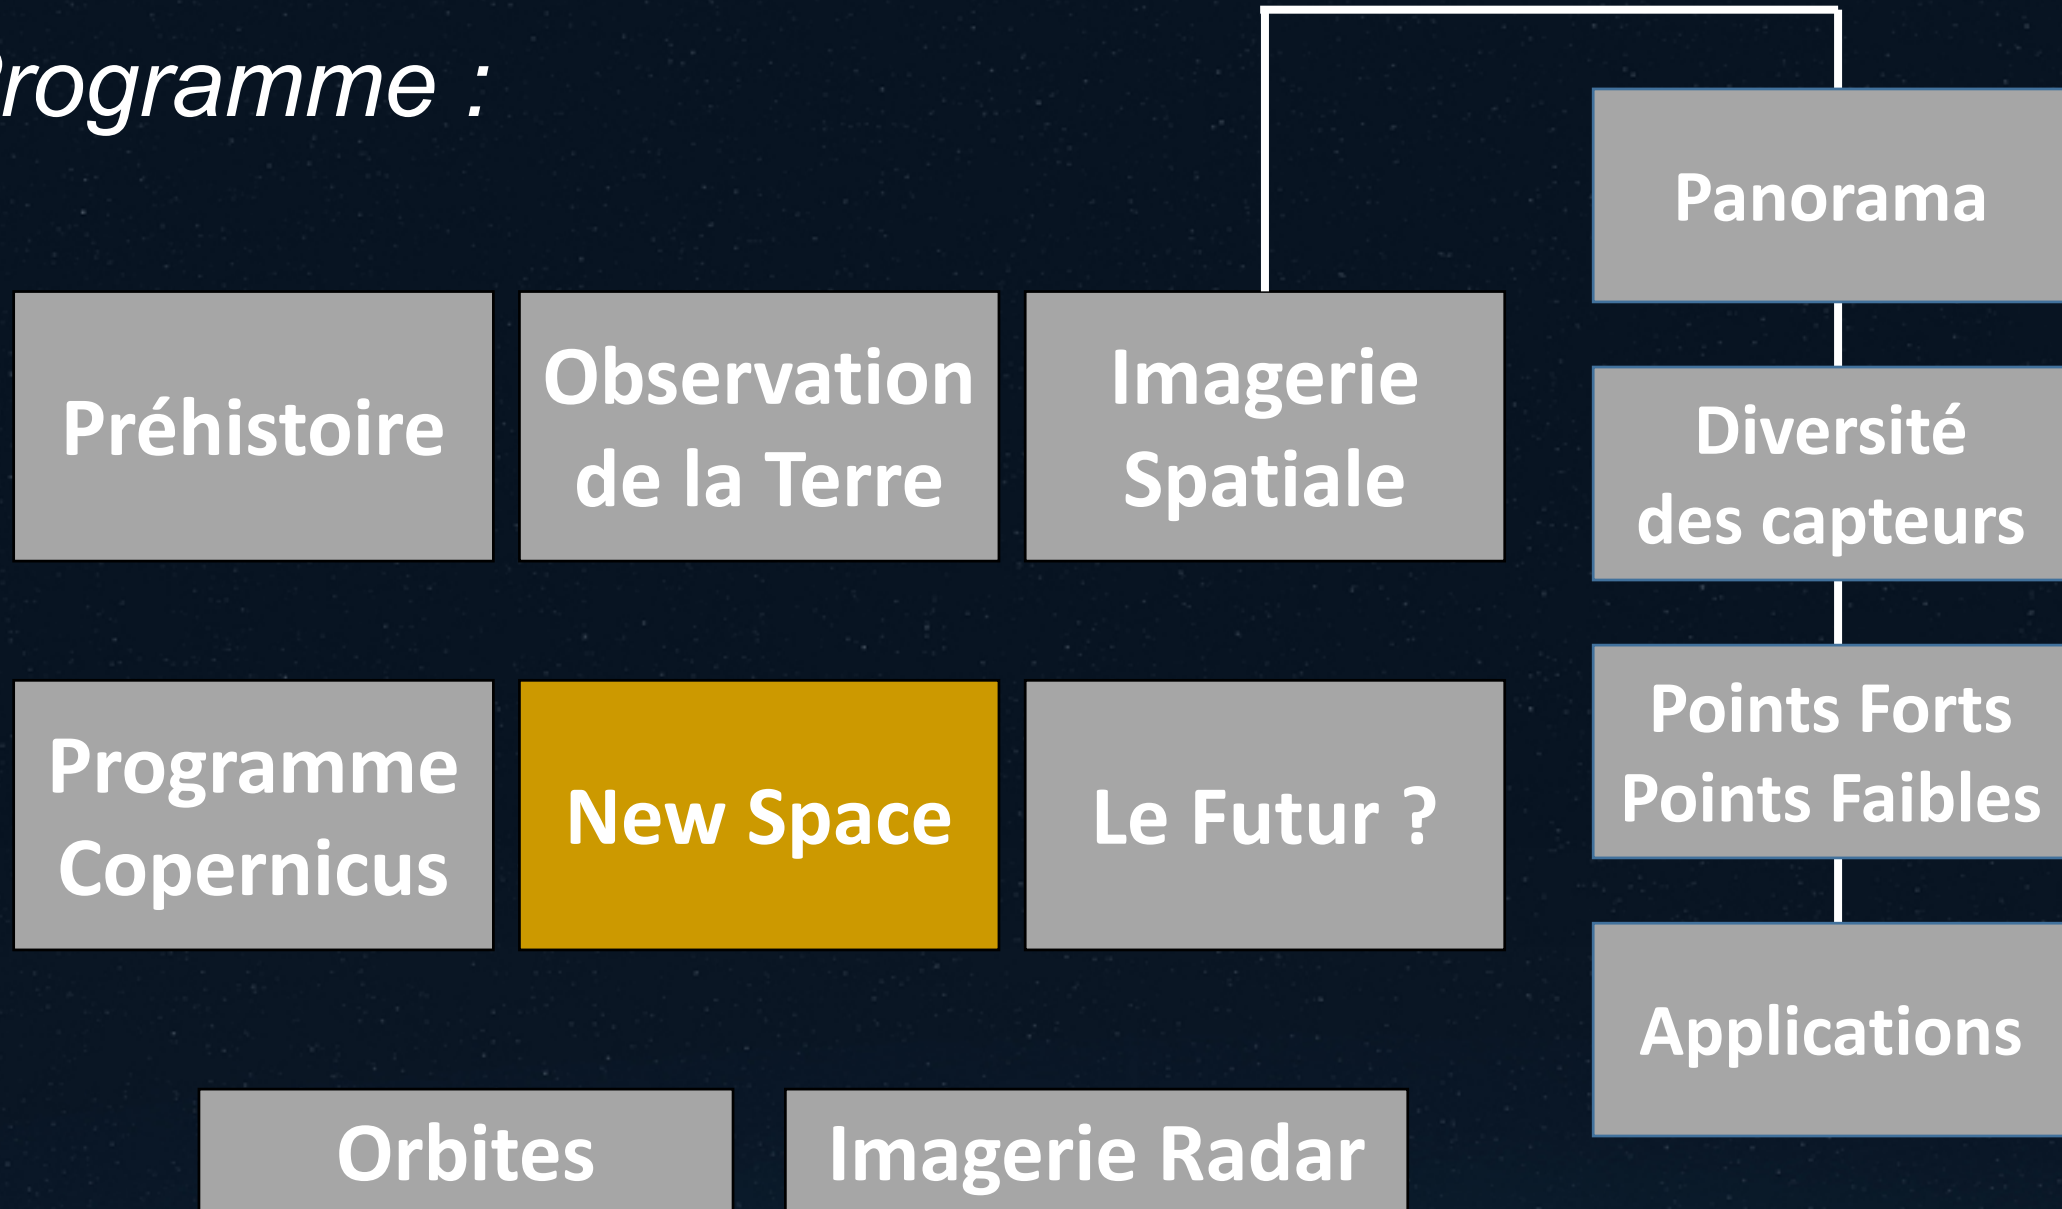 Programme :
Préhistoire
Observation
de la Terre
Imagerie
Spatiale
Programme
Copernicus
New Space
Le Futur ?
Orbites
Imagerie Radar
Panorama
Diversité
des capteurs
Points Forts
Points Faibles
Applications